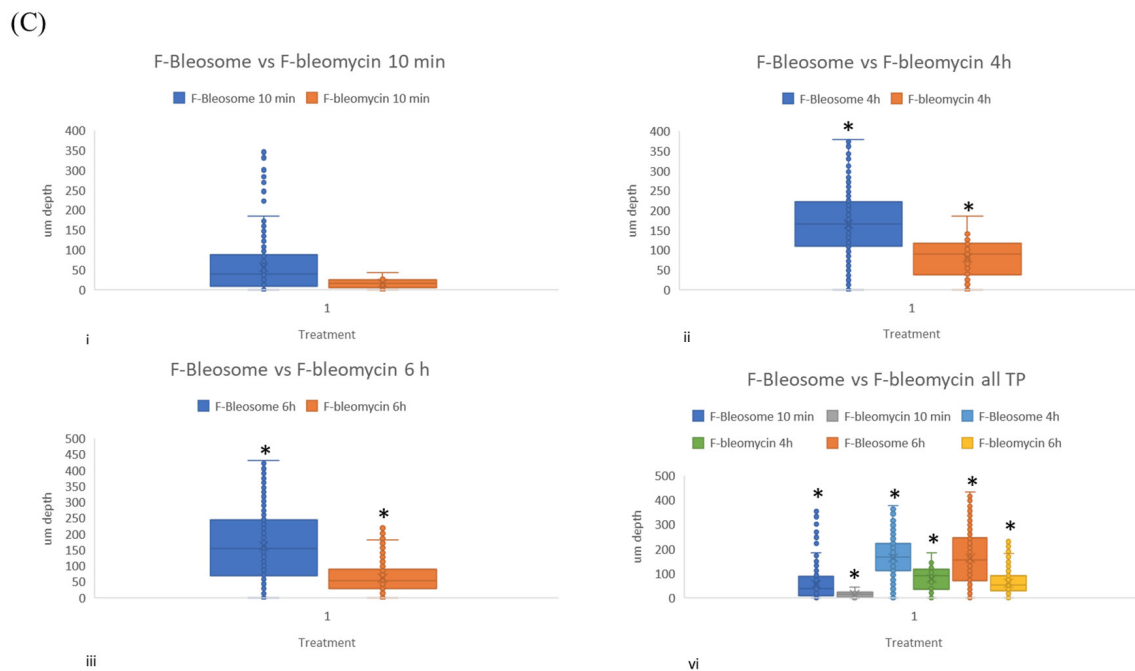 (C)
F-Bleosome vs F-bleomycin 10 min
F-Bleosome 10 min F-bleomycin 10 min
400
350
300
250
200
150
100
50
0
um depth
1
Treatment
i
F-Bleosome vs F-bleomycin 4h
F-Bleosome 4h F-bleomycin 4h
400
350
300
250
200
150
100
50
0
um depth
*
*
1
Treatment
ii
F-Bleosome vs F-bleomycin 6 h
F-Bleosome 6h F-bleomycin 6h
500
450
400
350
300
250
200
150
100
50
0
um depth
*
*
1
Treatment
iii
F-Bleosome vs F-bleomycin all TP
F-Bleosome 10 min F-bleomycin 10 min F-Bleosome 4h
F-bleomycin 4h F-Bleosome 6h F-bleomycin 6h
500
400
300
200
100
0
um depth
*
*
*
*
*
*
1
Treatment
vi